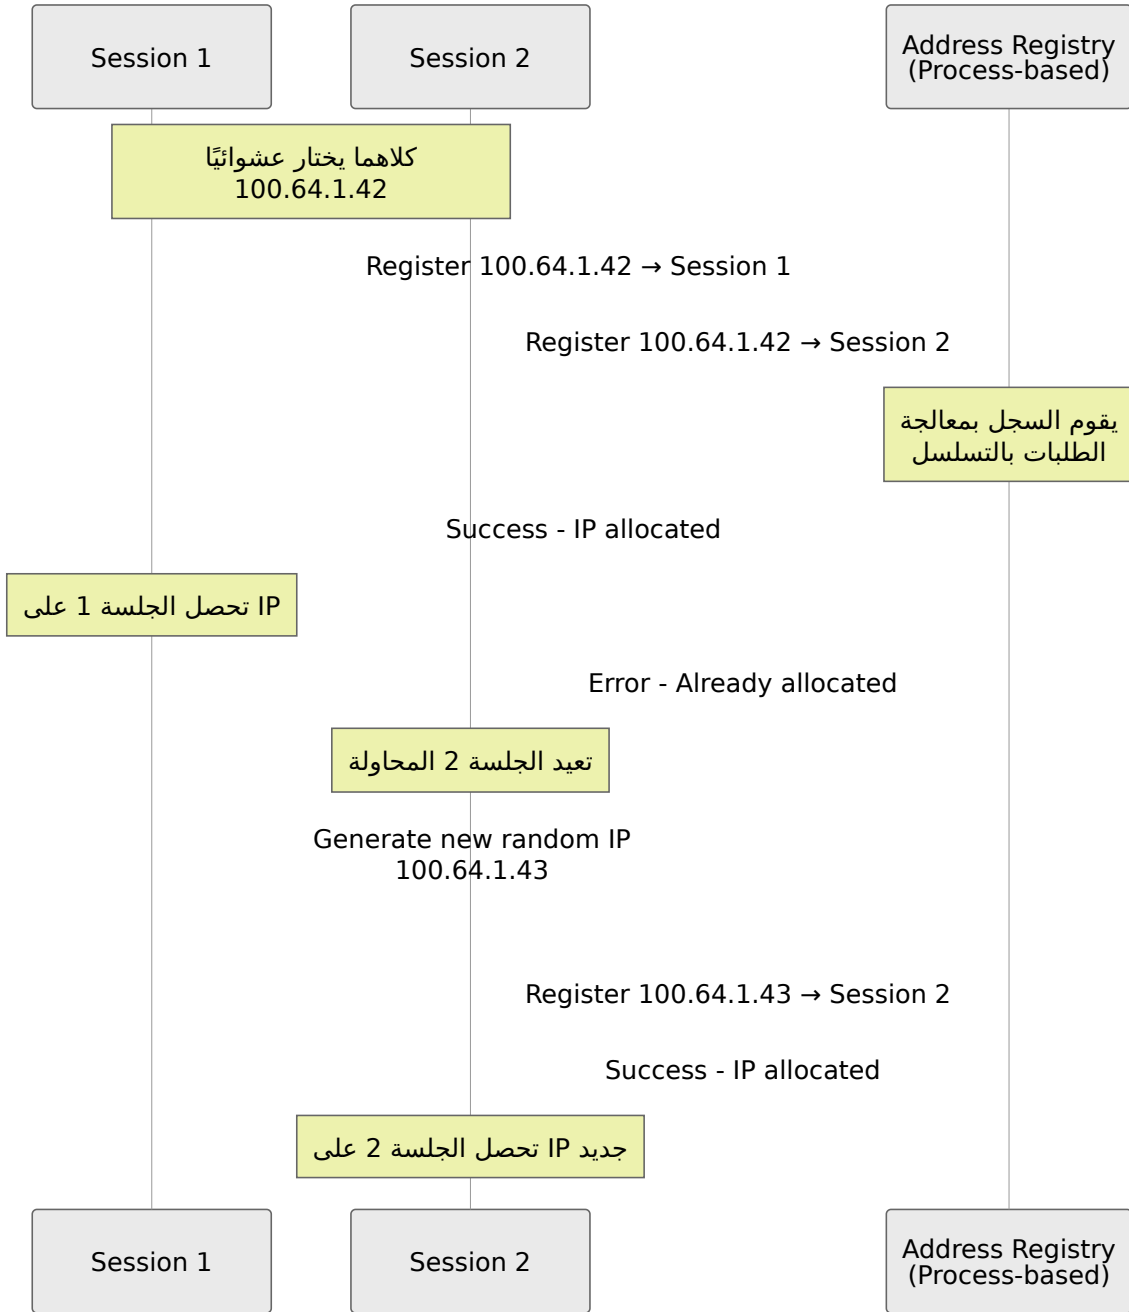 Session 1
Session 2
Address Registry
(Process-based)
كلاهما يختار عشوائيًا
100.64.1.42
Register 100.64.1.42 → Session 1
Register 100.64.1.42 → Session 2
يقوم السجل بمعالجة
الطلبات بالتسلسل
Success - IP allocated
تحصل الجلسة 1 على IP
Error - Already allocated
تعيد الجلسة 2 المحاولة
Generate new random IP
100.64.1.43
Register 100.64.1.43 → Session 2
Success - IP allocated
تحصل الجلسة 2 على IP جديد
Session 1
Session 2
Address Registry
(Process-based)